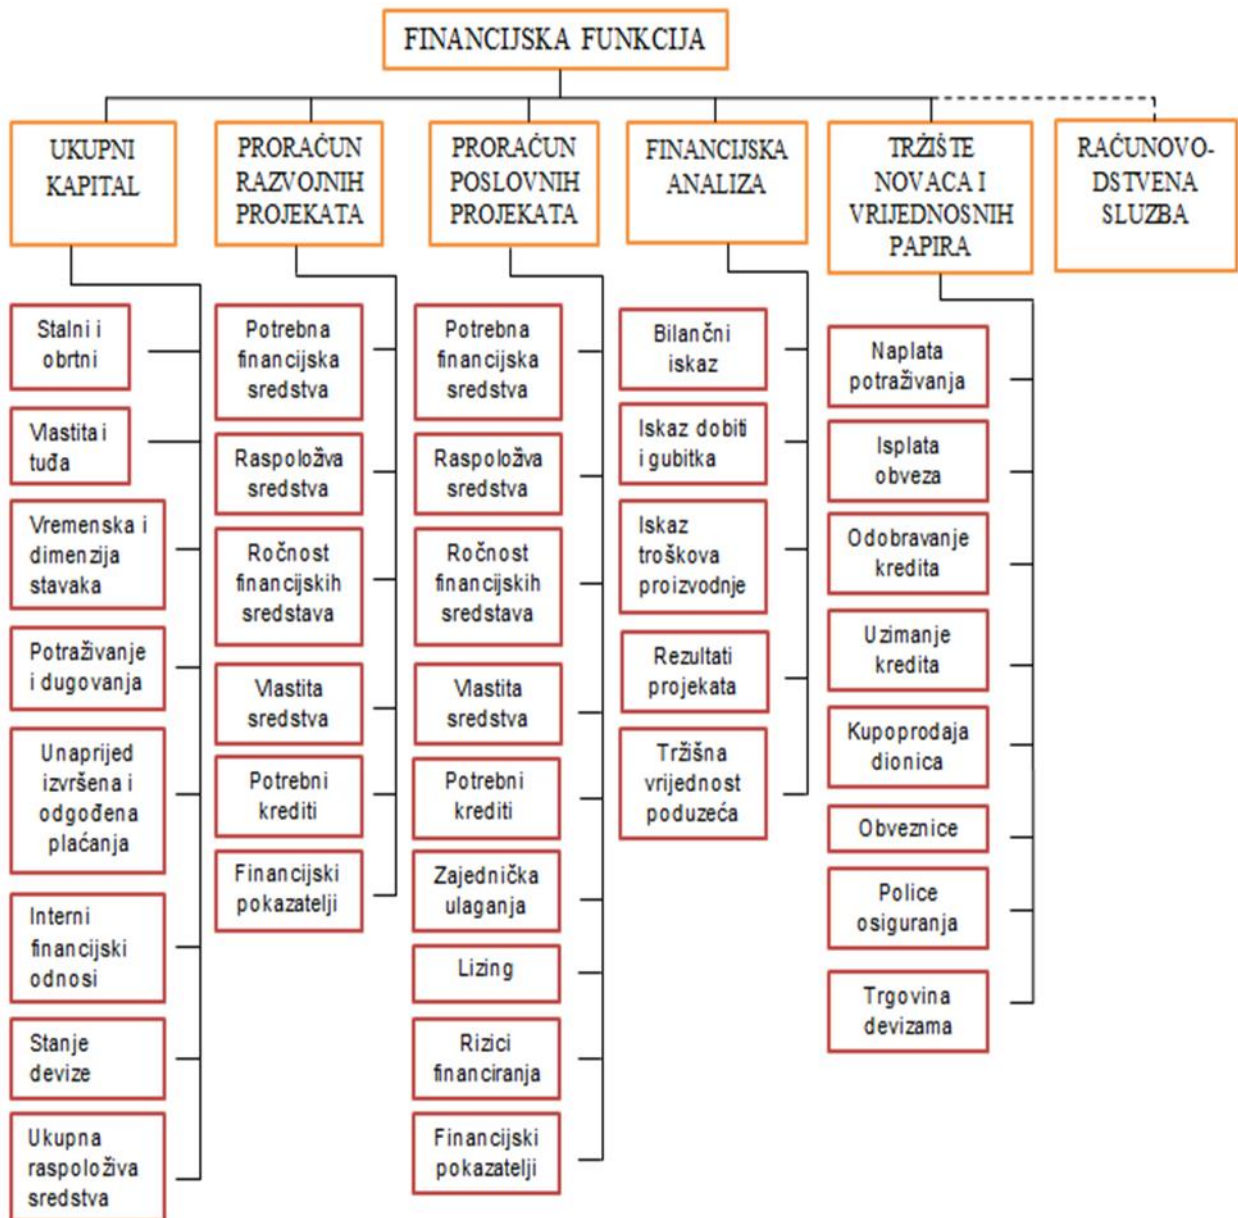 FINANCIJSKA FUNKCIJA
UKUPNI
KAPITAL
PRORAČUN
RAZVOJNIH
PROJEKATA
PRORAČUN
POSLOVNIH
PROJEKATA
FINANCIJSKA
ANALIZA
TRŽIŠTE
NOVACA I
VRIJEDNOSNIH
PAPIRA
RAČUNOVO-
DSTVENA
SLUZBA
Stalni i
obrtni
Vlastita i
tuđa
Vremenska i
dimenzija
stavaka
Potraživanje
i dugovanja
Unaprijed
izvršena i
odgođena
plaćanja
Interni
financijski
odnosi
Stanje
devize
Ukupna
raspoloživa
sredstva
Potrebna
financijska
sredstva
Raspoloživa
sredstva
Ročnost
financijskih
sredstava
Vlastita
sredstva
Potrebni
krediti
Financijski
pokazatelji
Potrebna
financijska
sredstva
Raspoloživa
sredstva
Ročnost
financijskih
sredstava
Vlastita
sredstva
Potrebni
krediti
Zajednička
ulaganja
Lizing
Rizici
financiranja
Financijski
pokazatelji
Bilančni
iskaz
Iskaz dobiti
i gubitka
Iskaz
troškova
proizvodnje
Rezultati
projekata
Tržišna
vrijednost
poduzeća
Naplata
potraživanja
Isplata
obveza
Odobravanje
kredita
Uzimanje
kredita
Kupoprodaja
dionica
Obveznice
Police
osiguranja
Trgovina
devizama